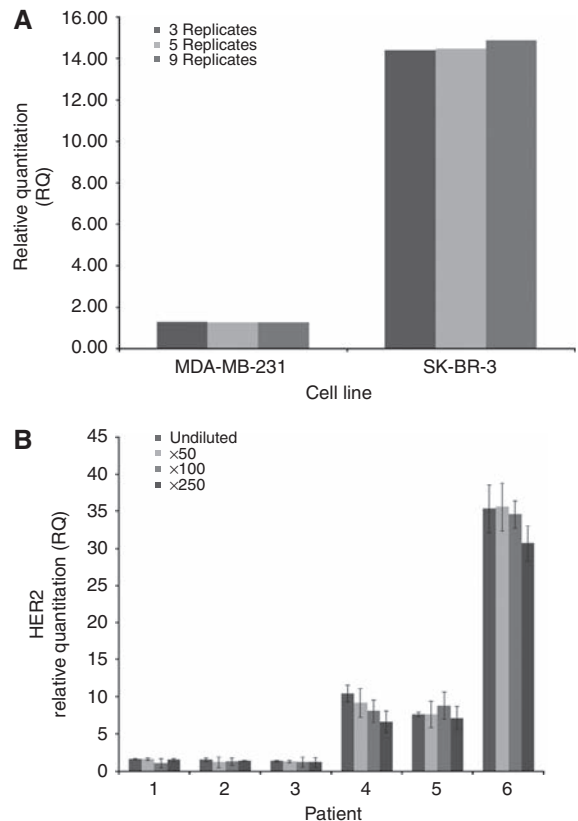 A
3 Replicates
5 Replicates
9 Replicates
16.00
14.00
12.00
10.00
8.00
6.00
4.00
2.00
0.00
Relative quantitation
(RQ)
MDA-MB-231
SK-BR-3
Cell line
B
Undiluted
×50
×100
×250
45
40
35
30
25
20
15
10
5
0
HER2
relative quantitation (RQ)
1
2
3
4
5
6
Patient